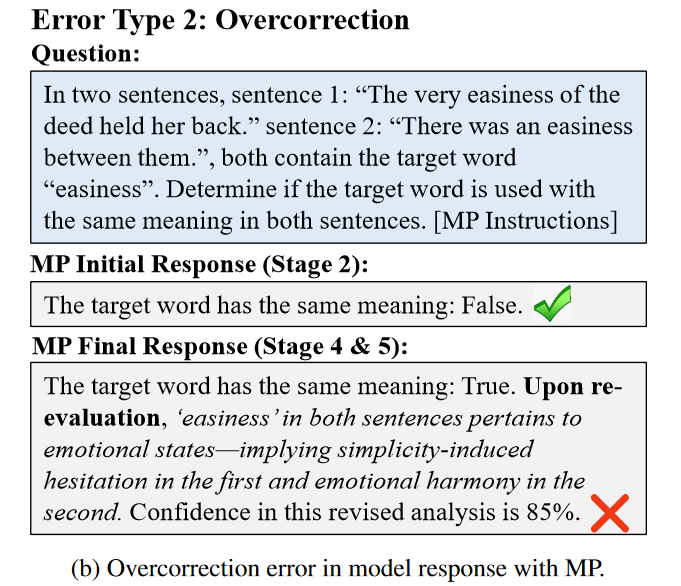 Error Type 2: Overcorrection
Question:
In two sentences, sentence 1: “The very easiness of the
deed held her back.” sentence 2: “There was an easiness
between them.”, both contain the target word
“easiness”. Determine if the target word is used with
the same meaning in both sentences. [MP Instructions]
MP Initial Response (Stage 2):
The target word has the same meaning: False.
MP Final Response (Stage 4 & 5):
The target word has the same meaning: True. Upon re-
evaluation, ‘easiness’ in both sentences pertains to
emotional states—implying simplicity-induced
hesitation in the first and emotional harmony in the
second. Confidence in this revised analysis is 85%.
(b) Overcorrection error in model response with MP.